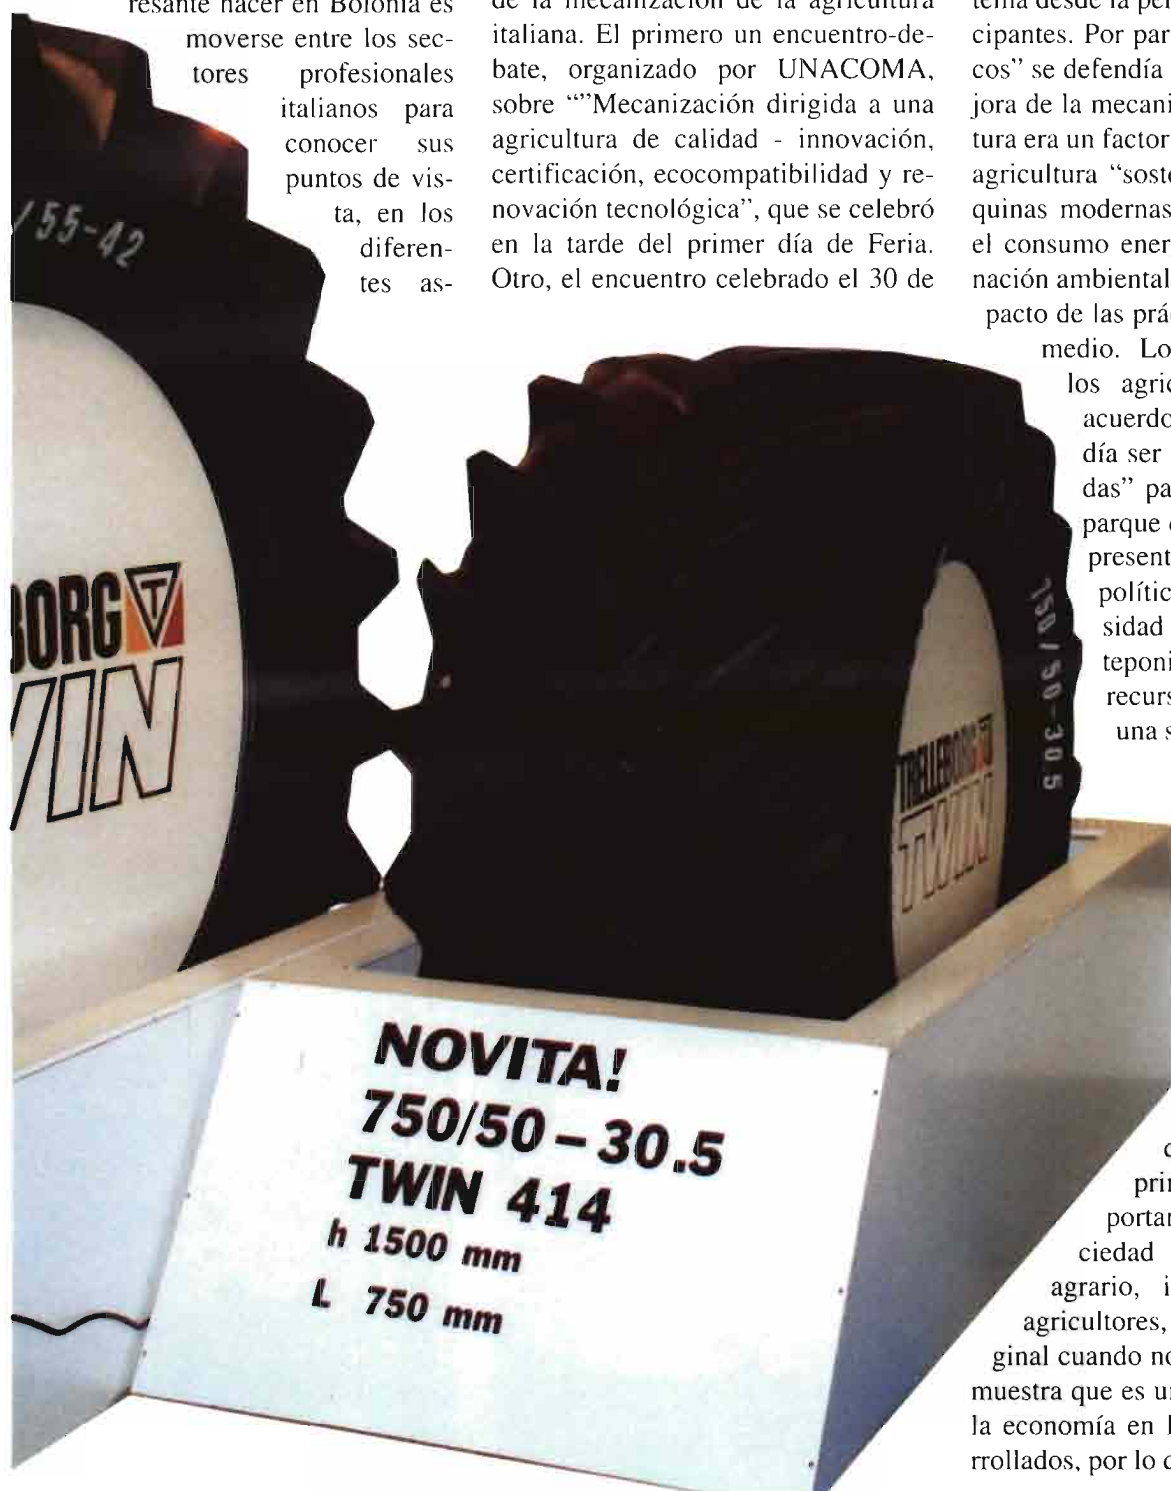 resante hacer en Bolonia es
moverse entre los sec-
tores profesionales
italianos para
conocer sus
puntos de vis-
ta, en los
diferen-
tes as-
de la mecanización de la agricultura
italiana. El primero un encuentro-de-
bate, organizado por UNACOMA,
sobre “”Mecanización dirigida a una
agricultura de calidad - innovación,
certificación, ecocompatibilidad y re-
novación tecnológica”, que se celebró
en la tarde del primer día de Feria.
Otro, el encuentro celebrado el 30 de
tema desde la per
cipantes. Por par
cos” se defendía
jora de la mecani
tura era un factor
agricultura “soste
quinas modernas
el consumo ener
nación ambiental
pacto de las prá
medio. Lo
los agric
acuerdo
día ser
das” pa
parque
present
polític
sidad
teponi
recurs
una s
prin
portar
ciedad
agrario, i
agricultores,
ginal cuando no
muestra que es un
la economía en l
rrollados, por lo
/55-42
BORG T
WIN
750/50-30.5
TRELLEBORG
TWIN
NOVITA!
750/50 – 30.5
TWIN 414
h 1500 mm
L 750 mm